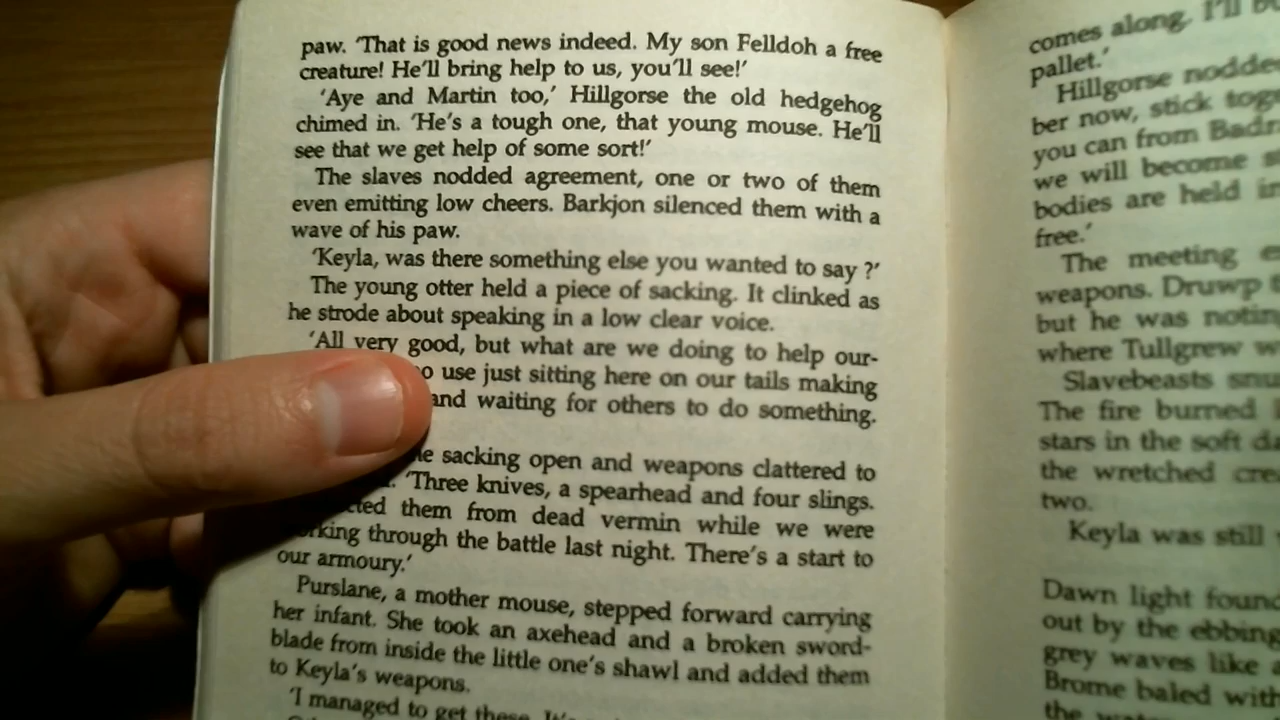 paw. 'That is good news indeed. My son Felldoh a free
creature! He'll bring help to us, you'll see!'
'Aye and Martin too,' Hillgorse the old hedgehog
chimed in. 'He's a tough one, that young mouse. He'll
see that we get help of some sort!'
The slaves nodded agreement, one or two of them
even emitting low cheers. Barkjon silenced them with a
wave of his paw.
'Keyla, was there something else you wanted to say ?'
The young otter held a piece of sacking. It clinked as
he strode about speaking in a low clear voice.
'All very good, but what are we doing to help our-
use just sitting here on our tails making
and waiting for others to do something.
sacking open and weapons clattered to
'Three knives, a spearhead and four slings.
them from dead vermin while we were
through the battle last night. There's a start to
our armoury.'
Purslane, a mother mouse, stepped forward carrying
her infant. She took an axehead and a broken sword-
blade from inside the little one's shawl and added them
to Keyla's weapons.
'I managed to get these.
comes along. I'll
pallet.'
Hillgorse nodded
ber now, stick
you can from
we will become
bodies are held
free.'
The meeting
weapons. Druwp
but he was
where Tullgrew
Slavebeasts
The fire burned
stars in the soft
the wretched
two.
Keyla was still
Dawn light
out by the ebbing
grey waves like
Brome baled with
the